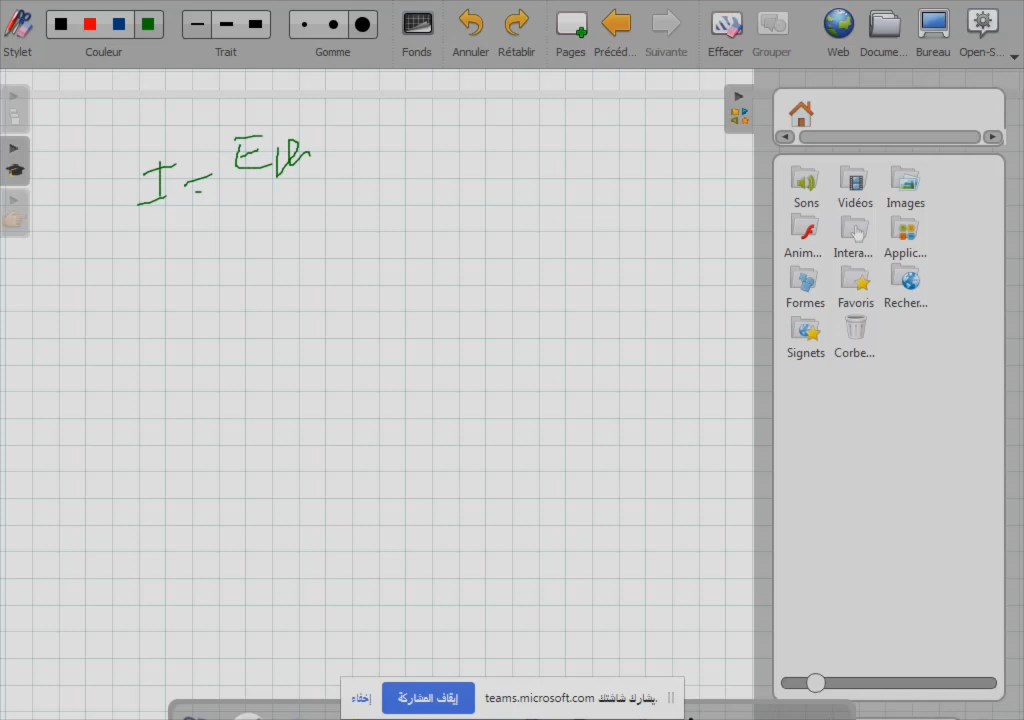 Stylet Couleur Trait Gomme Fonds Annuler Rétablir Pages Précéd... Suivante Effacer Grouper Web Docume... Bureau Open-S...
I =
Sons Vidéos Images
Anim... Intera... Applic...
Formes Favoris Recher...
Signets Corbe...
يشارك شاشتك teams.microsoft.com. إيقاف المشاركة إخفاء